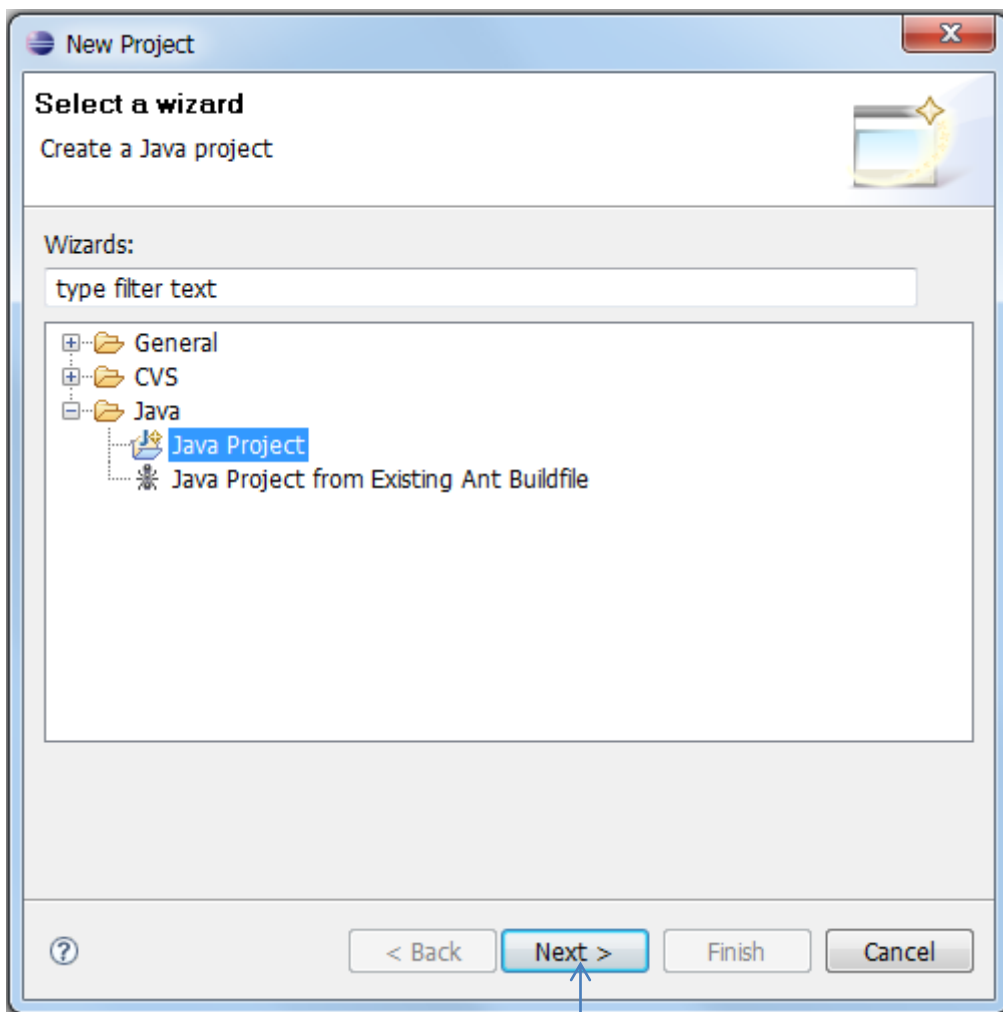 New Project
Select a wizard
Create a Java project
Wizards:
type filter text
General
CVS
Java
Java Project
Java Project from Existing Ant Buildfile
? < Back Next > Finish Cancel